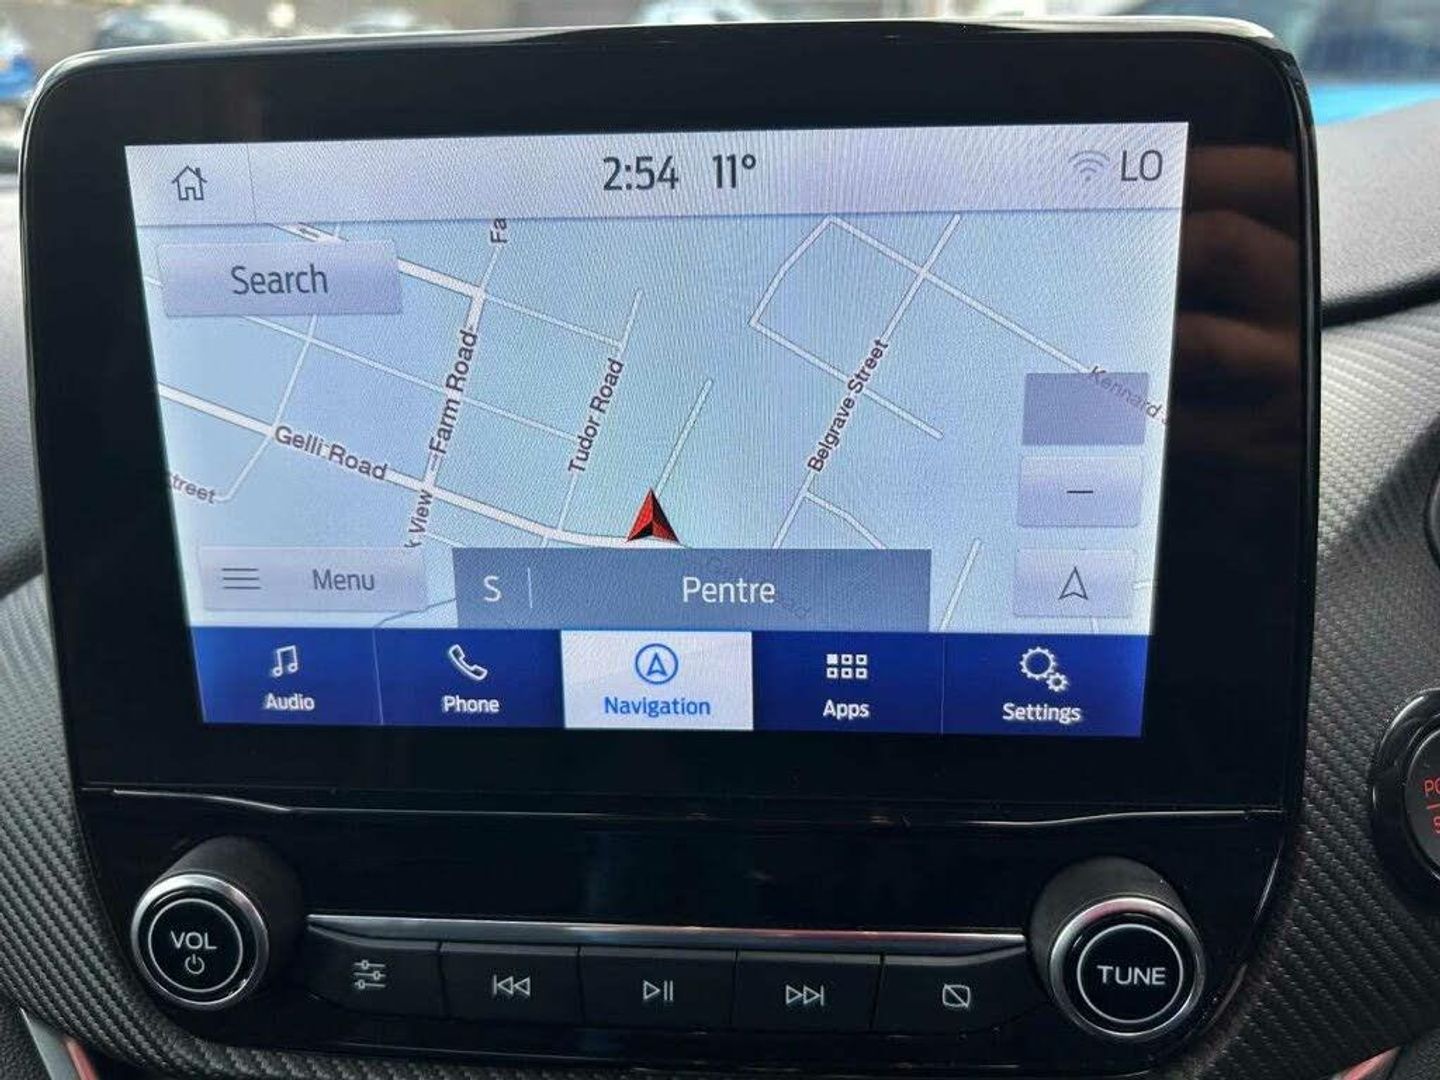 2:54 11° LO
Search
Fa
Farm Road
Tudor Road
Belgrave Street
Kennard
Gelli Road
treet
View
Menu
S Pentre
Audio Phone Navigation Apps Settings
VOL
TUNE